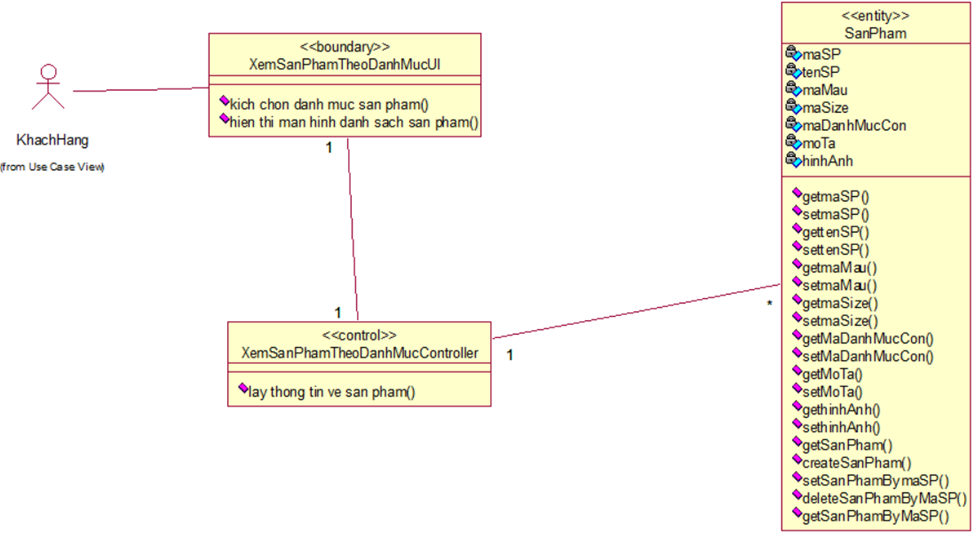 <<boundary>>
XemSanPhamTheoDanhMucUI
kich chon danh muc san pham()
hien thi man hinh danh sach san pham()
KhachHang
(from Use Case View)
1
1
<<control>>
XemSanPhamTheoDanhMucController
lay thong tin ve san pham()
1
*
<<entity>>
SanPham
maSP
tenSP
maMau
maSize
maDanhMucCon
moTa
hinhAnh
getmaSP()
setmaSP()
gettenSP()
settenSP()
getmaMau()
setmaMau()
getmaSize()
setmaSize()
getMaDanhMucCon()
setMaDanhMucCon()
getMoTa()
setMoTa()
gethinhAnh()
sethinhAnh()
getSanPham()
createSanPham()
setSanPhamBymaSP()
deleteSanPhamByMaSP()
getSanPhamByMaSP()